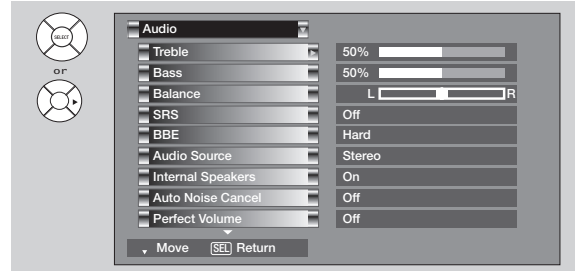 SELECT
or
Audio
Treble 50%
Bass 50%
Balance L R
SRS Off
BBE Hard
Audio Source Stereo
Internal Speakers On
Auto Noise Cancel Off
Perfect Volume Off
Move SEL Return